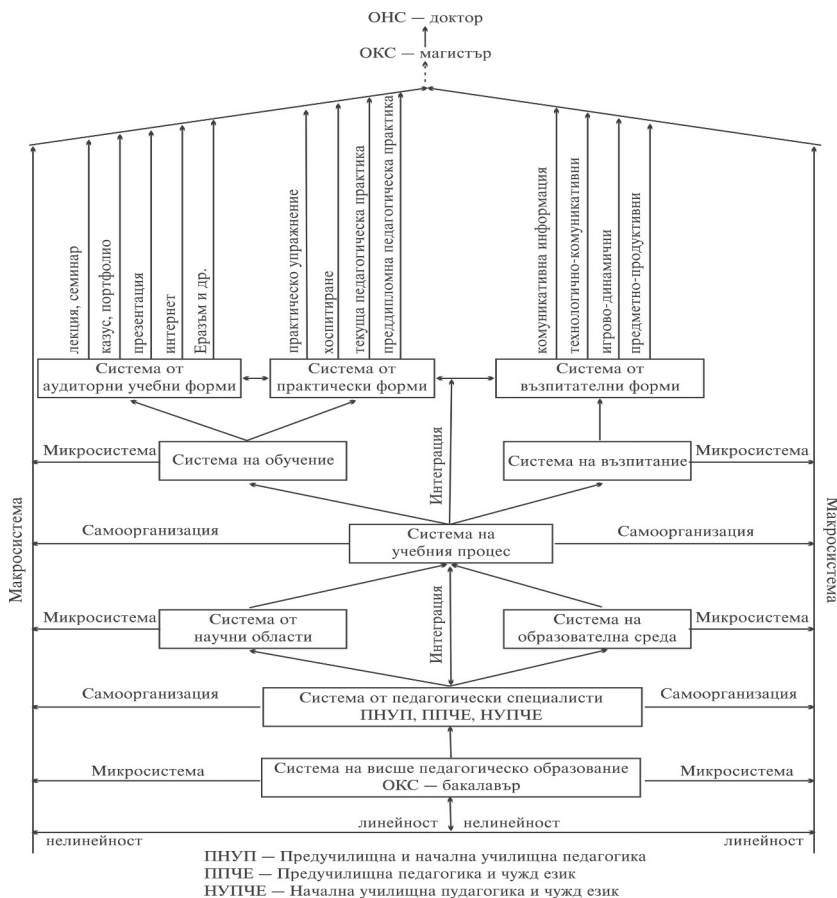 ОНС — доктор
ОКС — магистър
лекция, семинар
казус, портфолио
презентация
интернет
Еразъм и др.
практическо упражнение
хоспитиране
текуща педагогическа практика
преддипломна педагогическа практика
комуникативна информация
технологично-комуникативни
игрово-динамични
предметно-продуктивни
Система от
аудиторни учебни форми
Система от
практически форми
Система от
възпитателни форми
Микросистема
Система на обучение
Интеграция
Система на възпитание
Микросистема
Макросистема
Самоорганизация
Система на
учебния процес
Самоорганизация
Макросистема
Микросистема
Система от
научни области
Интеграция
Система на
образователна среда
Микросистема
Самоорганизация
Система от педагогически специалисти
ПНУП, ППЧЕ, НУПЧЕ
Самоорганизация
Микросистема
Система на висше педагогическо образование
ОКС — бакалавър
Микросистема
линейност
нелинейност
нелинейност
линейност
ПНУП — Предучилищна и начална училищна педагогика
ППЧЕ — Предучилищна педагогика и чужд език
НУПЧЕ — Начална училищна пудагогика и чужд език